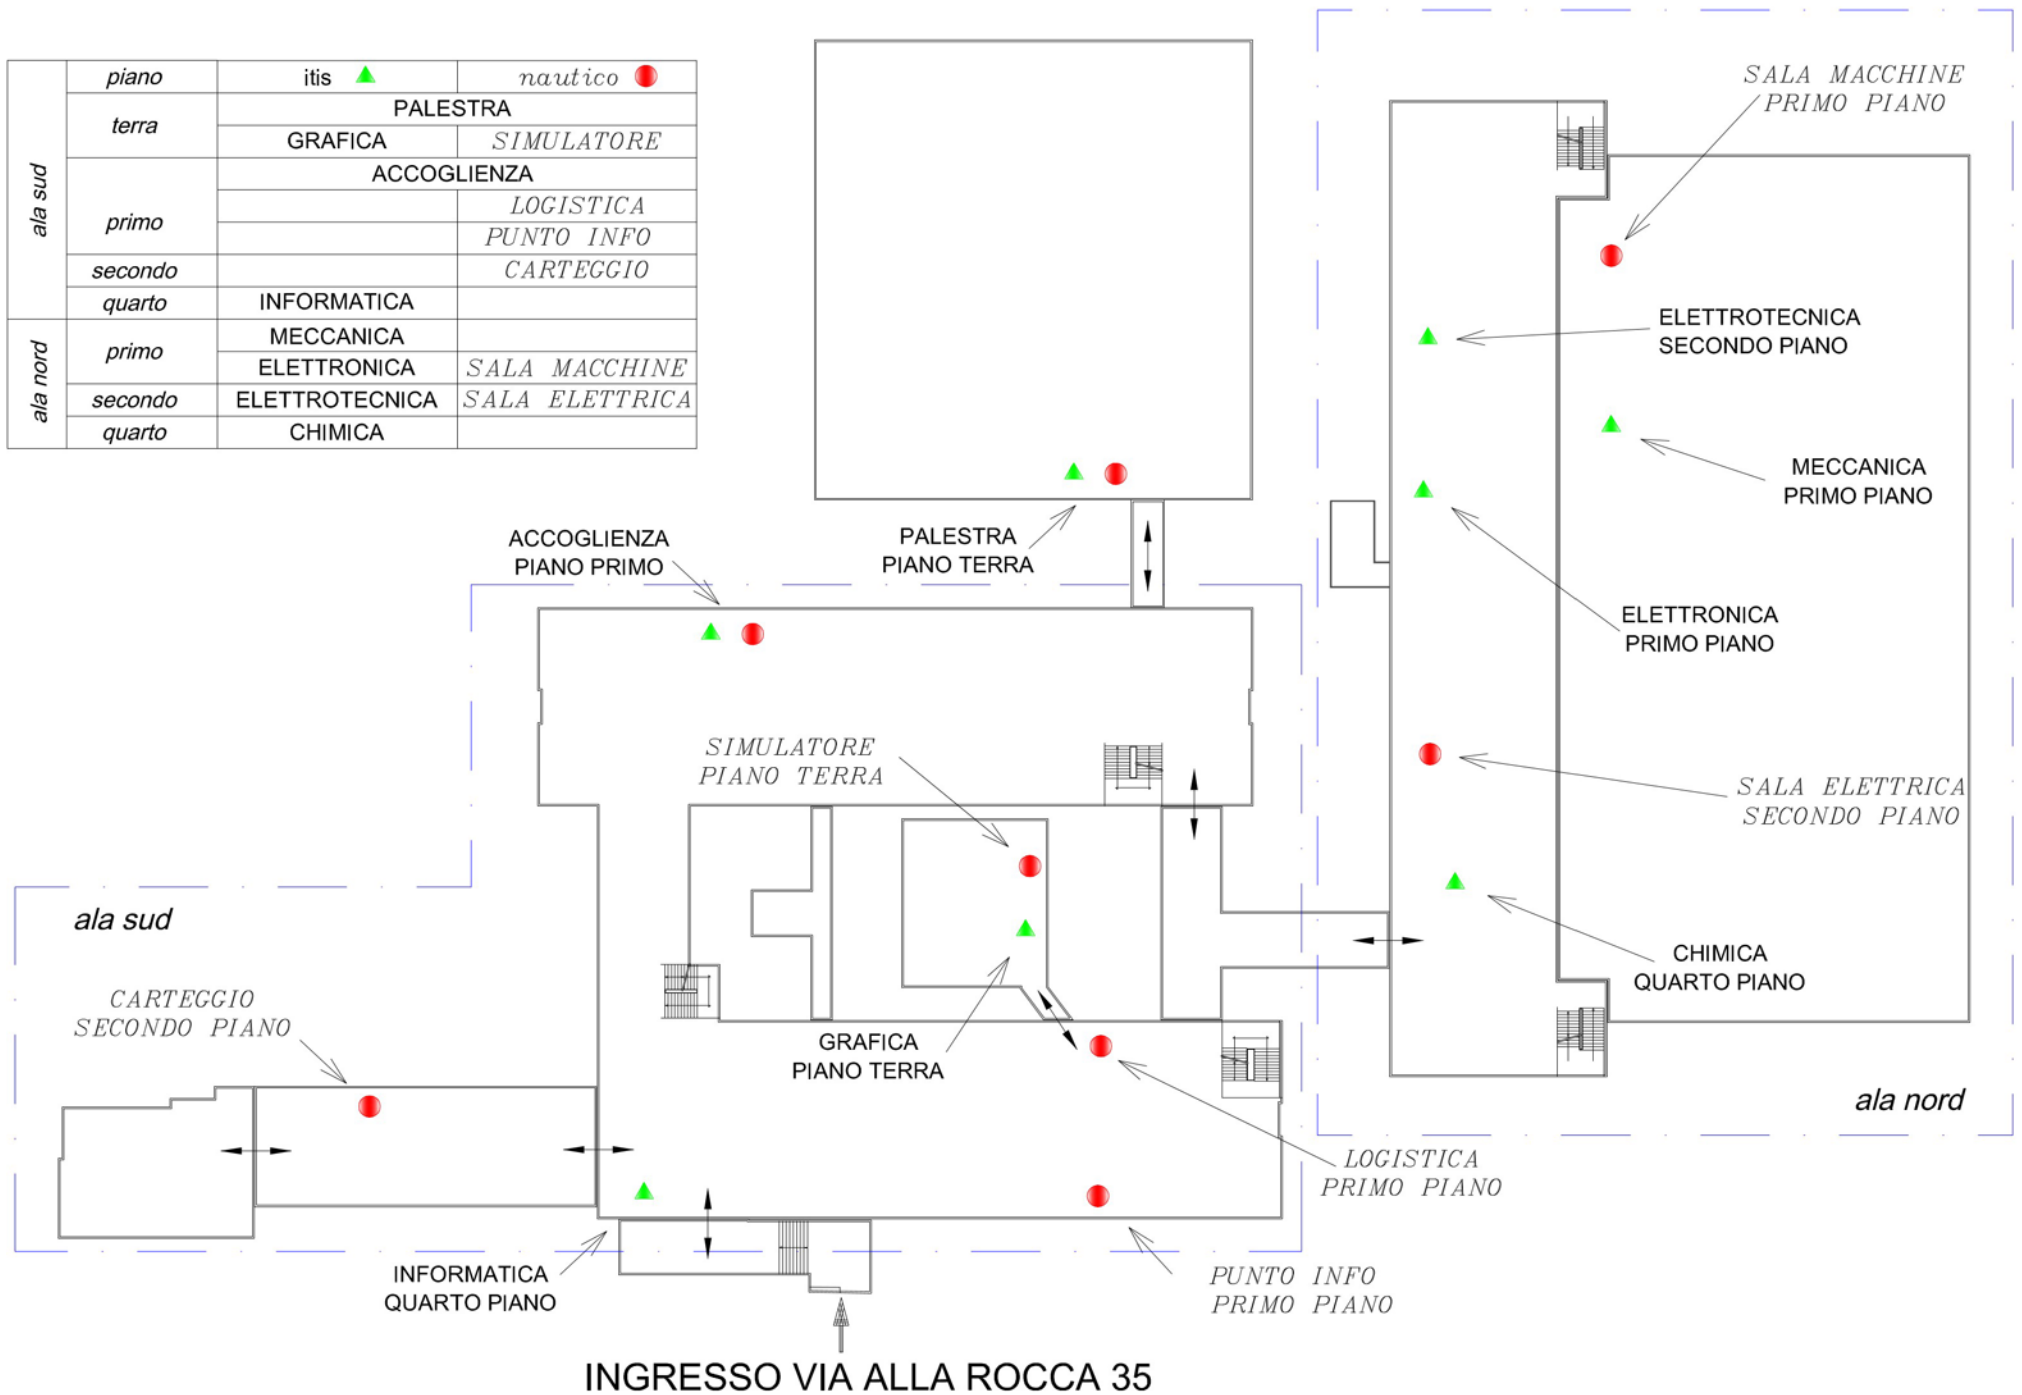 piano itis nautico
terra PALESTRA
GRAFICA SIMULATORE
ala sud
primo ACCOGLIENZA
LOGISTICA
PUNTO INFO
secondo CARTEGGIO
quarto INFORMATICA
ala nord
primo MECCANICA
ELETTRONICA SALA MACCHINE
secondo ELETTROTECNICA SALA ELETTRICA
quarto CHIMICA
SALA MACCHINE
PRIMO PIANO
ELETTROTECNICA
SECONDO PIANO
MECCANICA
PRIMO PIANO
ACCOGLIENZA
PIANO PRIMO
PALESTRA
PIANO TERRA
ELETTRONICA
PRIMO PIANO
SIMULATORE
PIANO TERRA
SALA ELETTRICA
SECONDO PIANO
ala sud
CHIMICA
QUARTO PIANO
CARTEGGIO
SECONDO PIANO
GRAFICA
PIANO TERRA
ala nord
LOGISTICA
PRIMO PIANO
INFORMATICA
QUARTO PIANO
PUNTO INFO
PRIMO PIANO
INGRESSO VIA ALLA ROCCA 35